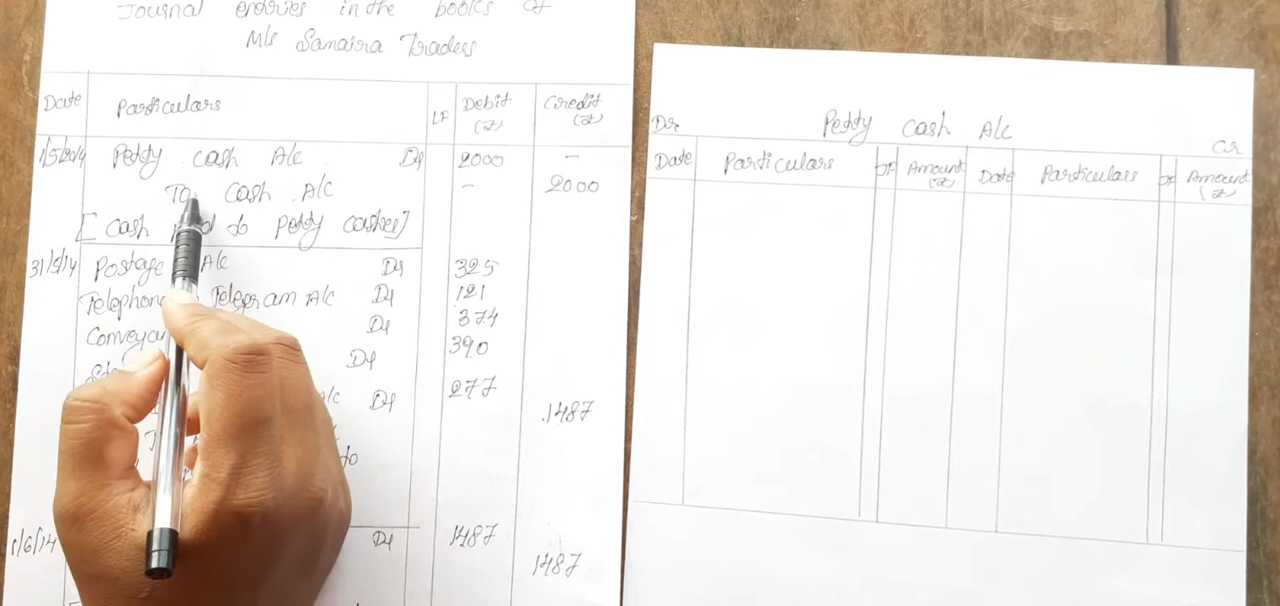 Journal entries in the books of
M/s Sanaira Traders
Date Particulars LF Debit (₹) Credit (₹)
1/5/2014 Petty cash A/c Dr 2000 -
To cash A/c - 2000
[cash to petty cashier]
31/5/14 Postage A/c Dr 325
Telephone Telegram A/c Dr 121
Dr 374
Dr 390
A/c Dr 277
1487
to
1/6/14 Dr 1487
1487
Dr Petty cash A/c Cr
Date Particulars JF Amount (₹) Date Particulars JF Amount (₹)